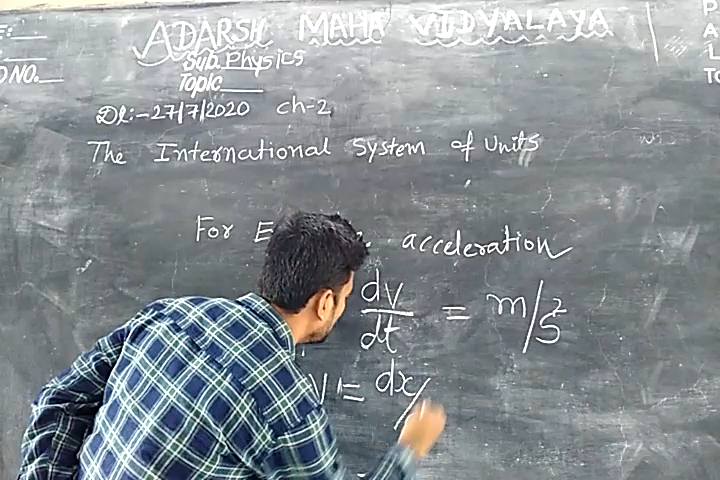 ADARSH MAHA VIDYALAYA
Sub. Physics
Topic
NO.
Dt:-27/7/2020 ch-2
The International System of Units
For E acceleration
dv/dt = m/s²
V = dx/